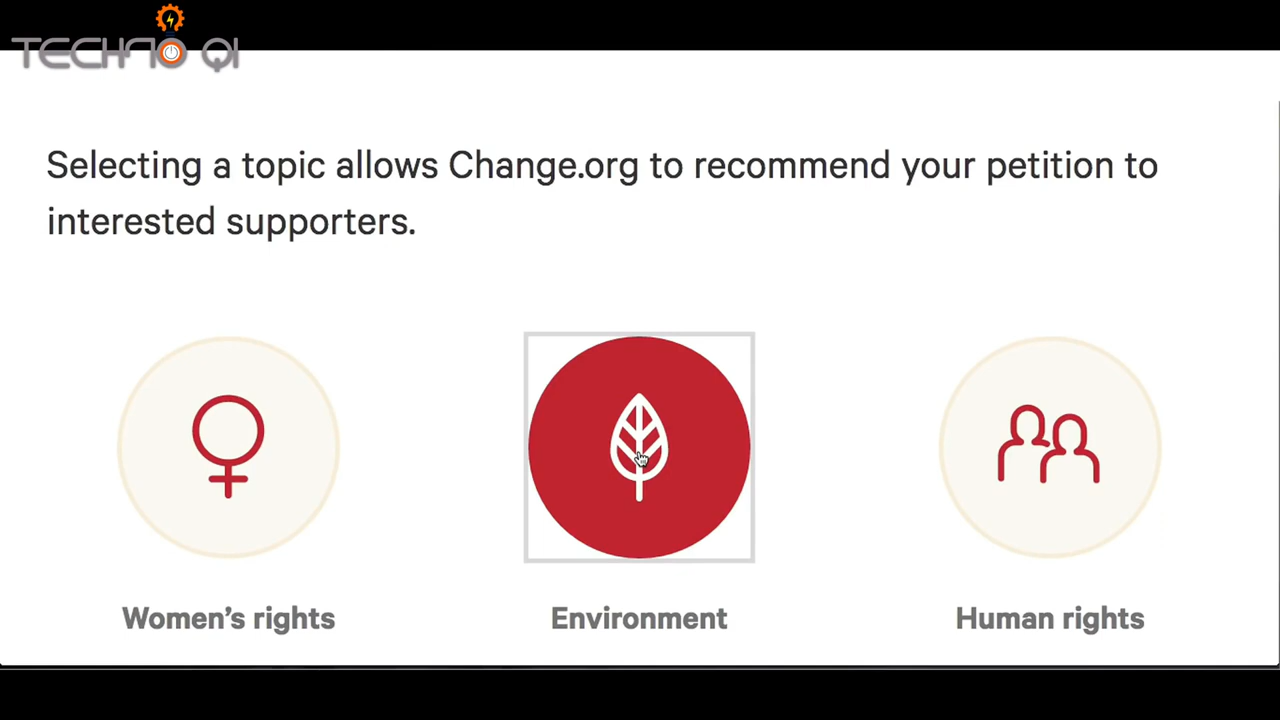 TECHNO QI
Selecting a topic allows Change.org to recommend your petition to
interested supporters.
Women’s rights
Environment
Human rights